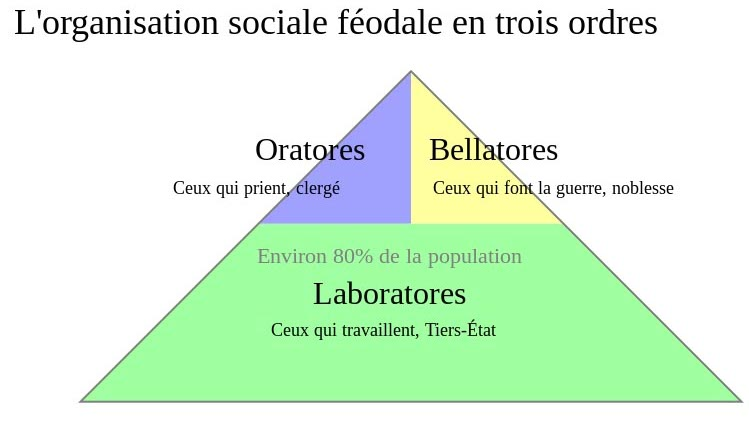 L'organisation sociale féodale en trois ordres
Oratores
Ceux qui prient, clergé
Bellatores
Ceux qui font la guerre, noblesse
Environ 80% de la population
Laboratores
Ceux qui travaillent, Tiers-État